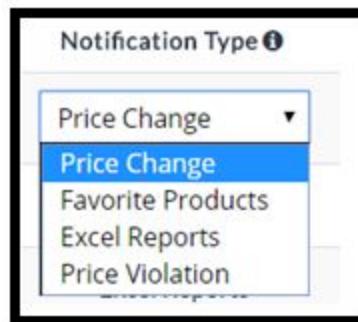 Notification Type
Price Change
Price Change
Favorite Products
Excel Reports
Price Violation